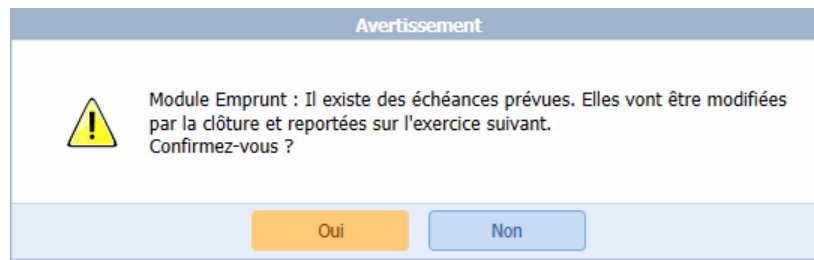 Avertissement
Module Emprunt : Il existe des échéances prévues. Elles vont être modifiées
par la clôture et reportées sur l'exercice suivant.
Confirmez-vous ?
Oui
Non